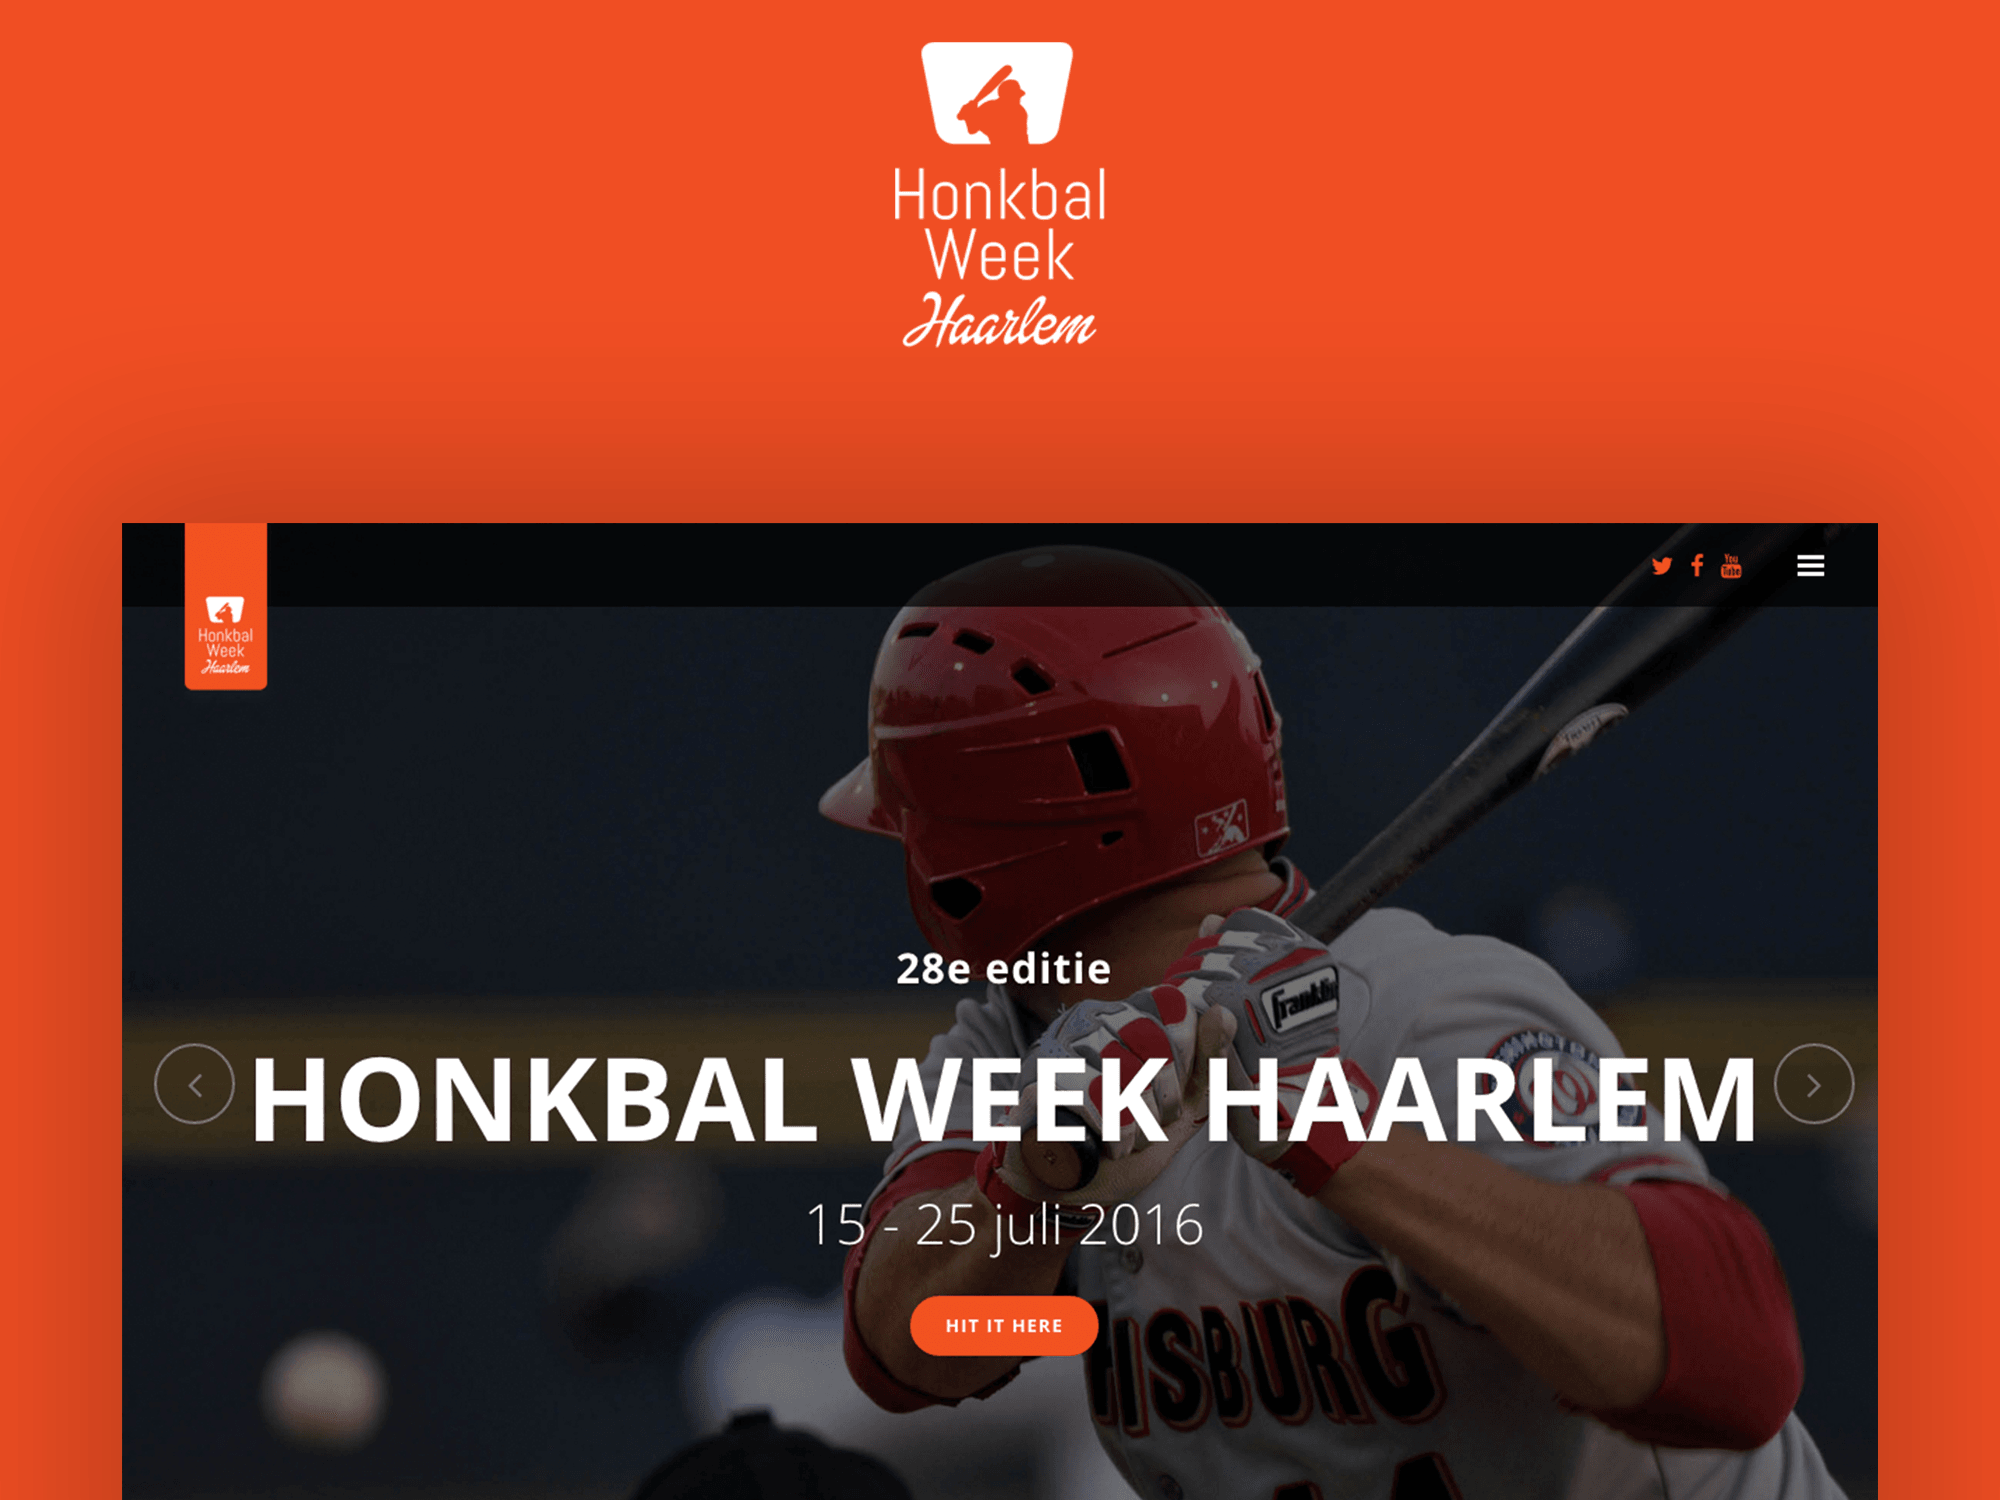 Honkbal
Week
Haarlem
You
Tube
Honkbal
Week
Haarlem
28e editie
Franklin
HONKBAL WEEK HAARLEM
15 - 25 juli 2016
HIT IT HERE
ISBURG